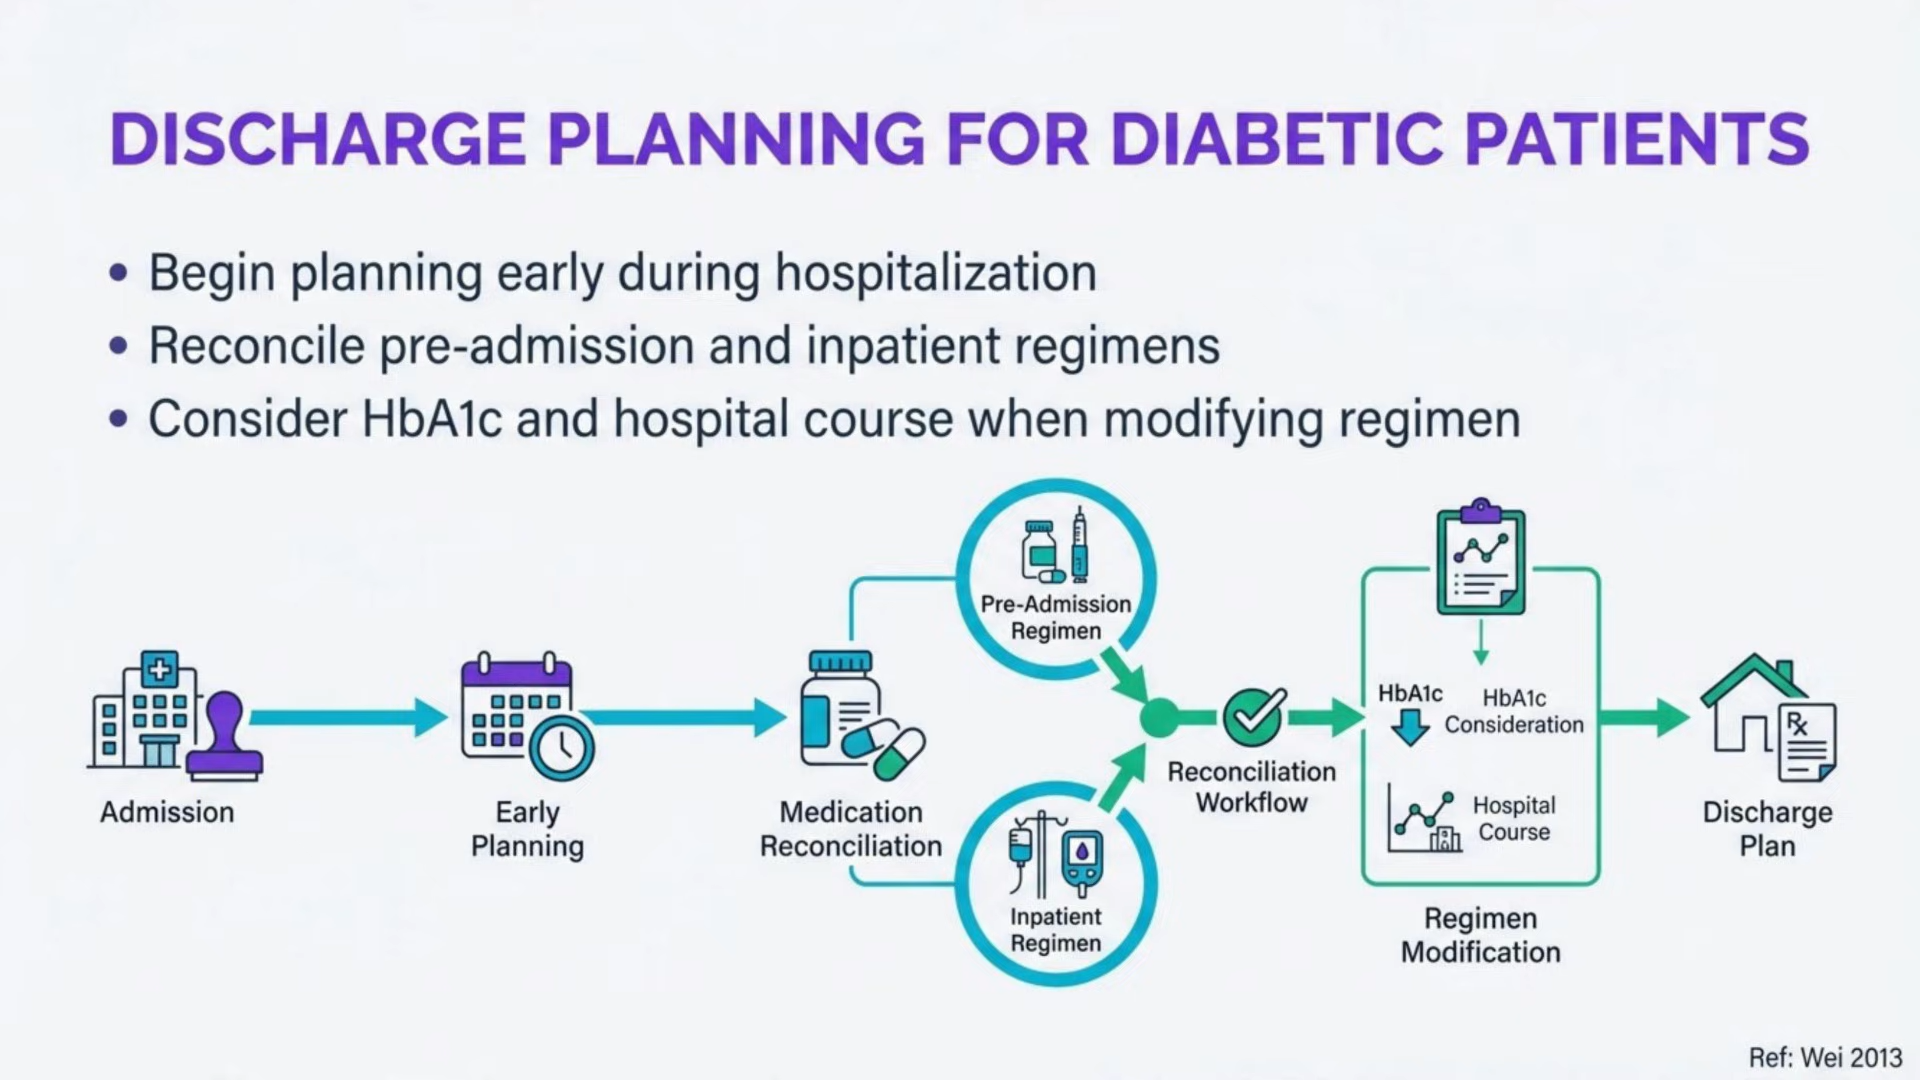 DISCHARGE PLANNING FOR DIABETIC PATIENTS
• Begin planning early during hospitalization
• Reconcile pre-admission and inpatient regimens
• Consider HbA1c and hospital course when modifying regimen
Admission
Early
Planning
Medication
Reconciliation
Pre-Admission
Regimen
Inpatient
Regimen
Reconciliation
Workflow
HbA1c
HbA1c
Consideration
Hospital
Course
Regimen
Modification
Rx
Discharge
Plan
Ref: Wei 2013